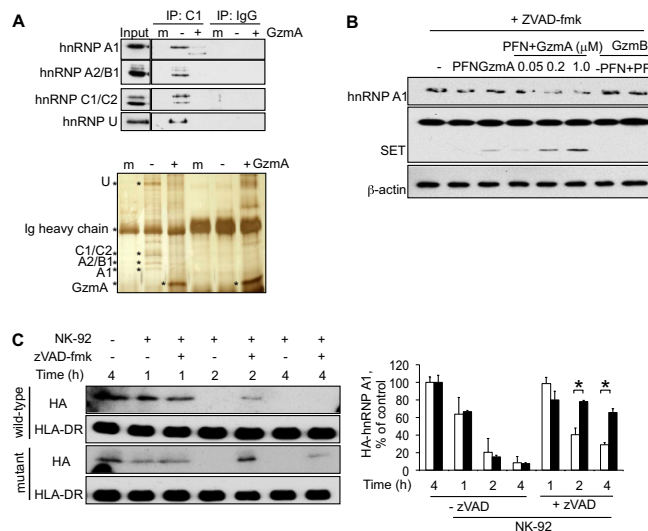 A
IP: C1 IP: IgG
Input m - + m - + GzmA
hnRNP A1
hnRNP A2/B1
hnRNP C1/C2
hnRNP U
m - + m - + GzmA
U
Ig heavy chain
C1/C2
A2/B1
A1
GzmA
B
+ ZVAD-fmk
PFN+GzmA (μM) GzmB
- PFN GzmA 0.05 0.2 1.0 -PFN+PF
hnRNP A1
SET
β-actin
C
NK-92 - + + + + + +
zVAD-fmk - - + - + - +
Time (h) 4 1 1 2 2 4 4
wild-type
HA
HLA-DR
mutant
HA
HLA-DR
HA-hnRNP A1,
% of control
120
100
80
60
40
20
0
* *
Time (h) 4 1 2 4 1 2 4
- zVAD + zVAD
NK-92